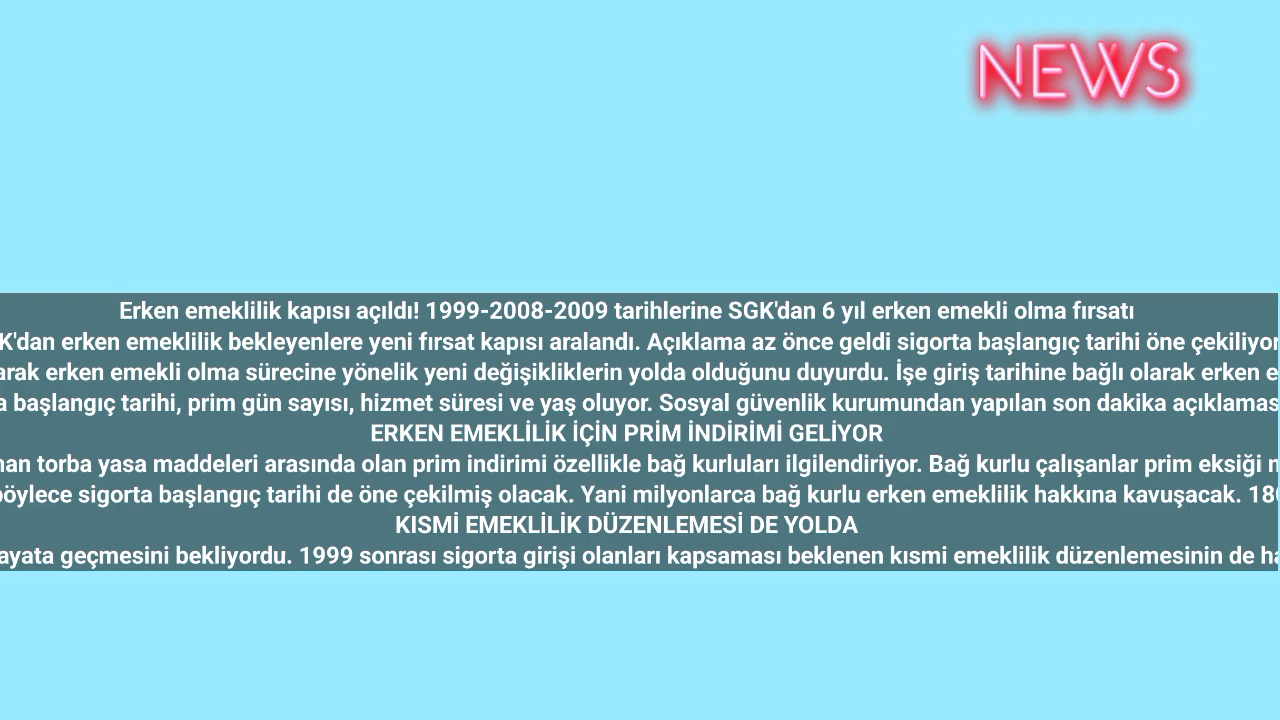 NEWS
Erken emeklilik kapısı açıldı! 1999-2008-2009 tarihlerine SGK'dan 6 yıl erken emekli olma fırsatı
K'dan erken emeklilik bekleyenlere yeni fırsat kapısı aralandı. Açıklama az önce geldi sigorta başlangıç tarihi öne çekiliyor
arak erken emekli olma sürecine yönelik yeni değişikliklerin yolda olduğunu duyurdu. İşe giriş tarihine bağlı olarak erken e
a başlangıç tarihi, prim gün sayısı, hizmet süresi ve yaş oluyor. Sosyal güvenlik kurumundan yapılan son dakika açıklamas
ERKEN EMEKLİLİK İÇİN PRİM İNDİRİMİ GELİYOR
nan torba yasa maddeleri arasında olan prim indirimi özellikle bağ kurluları ilgilendiriyor. Bağ kurlu çalışanlar prim eksiği
böylece sigorta başlangıç tarihi de öne çekilmiş olacak. Yani milyonlarca bağ kurlu erken emeklilik hakkına kavuşacak. 180
KISMİ EMEKLİLİK DÜZENLEMESİ DE YOLDA
ayata geçmesini bekliyordu. 1999 sonrası sigorta girişi olanları kapsaması beklenen kısmi emeklilik düzenlemesinin de ha